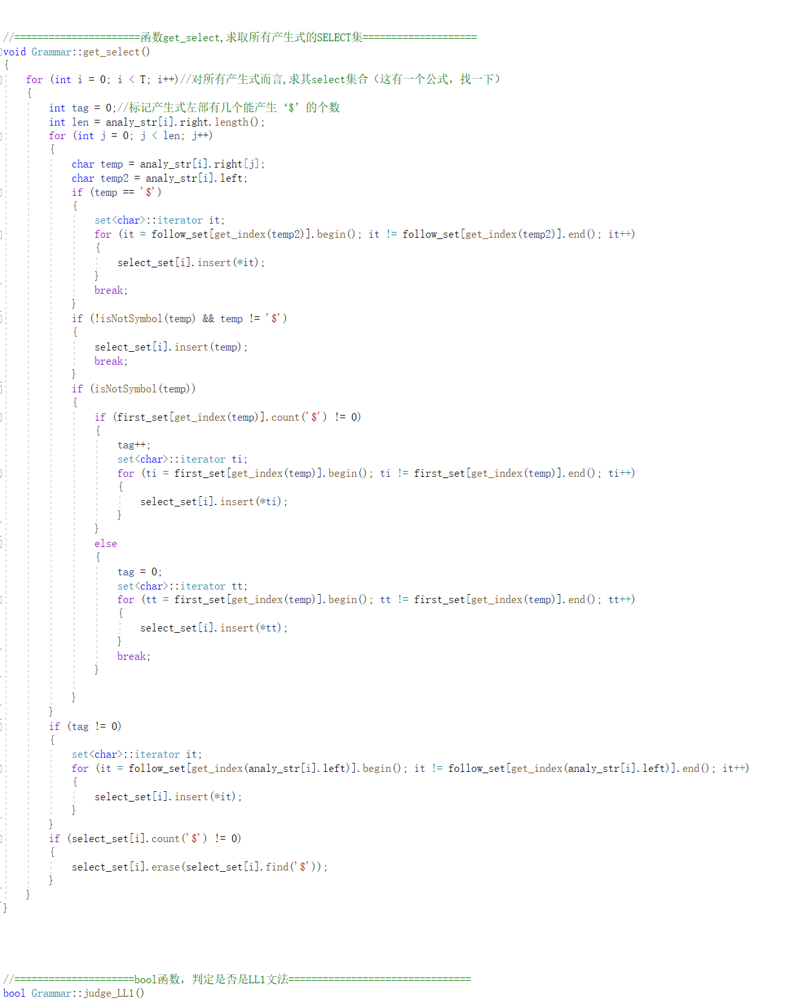 //======================函数get_select,求取所有产生式的SELECT集====================
void Grammar::get_select()
{
    for (int i = 0; i < T; i++)//对所有产生式而言,求其select集合（这有一个公式，找一下）
    {
        int tag = 0;//标记产生式左部有几个能产生‘$’的个数
        int len = analy_str[i].right.length();
        for (int j = 0; j < len; j++)
        {
            char temp = analy_str[i].right[j];
            char temp2 = analy_str[i].left;
            if (temp == '$')
            {
                set<char>::iterator it;
                for (it = follow_set[get_index(temp2)].begin(); it != follow_set[get_index(temp2)].end(); it++)
                {
                    select_set[i].insert(*it);
                }
                break;
            }
            if (!isNotSymbol(temp) && temp != '$')
            {
                select_set[i].insert(temp);
                break;
            }
            if (isNotSymbol(temp))
            {
                if (first_set[get_index(temp)].count('$') != 0)
                {
                    tag++;
                    set<char>::iterator ti;
                    for (ti = first_set[get_index(temp)].begin(); ti != first_set[get_index(temp)].end(); ti++)
                    {
                        select_set[i].insert(*ti);
                    }
                }
                else
                {
                    tag = 0;
                    set<char>::iterator tt;
                    for (tt = first_set[get_index(temp)].begin(); tt != first_set[get_index(temp)].end(); tt++)
                    {
                        select_set[i].insert(*tt);
                    }
                    break;
                }
            }
        }
        if (tag != 0)
        {
            set<char>::iterator it;
            for (it = follow_set[get_index(analy_str[i].left)].begin(); it != follow_set[get_index(analy_str[i].left)].end(); it++)
            {
                select_set[i].insert(*it);
            }
        }
        if (select_set[i].count('$') != 0)
        {
            select_set[i].erase(select_set[i].find('$'));
        }
    }
}
//=====================bool函数，判定是否是LL1文法================================
bool Grammar::judge_LL1()